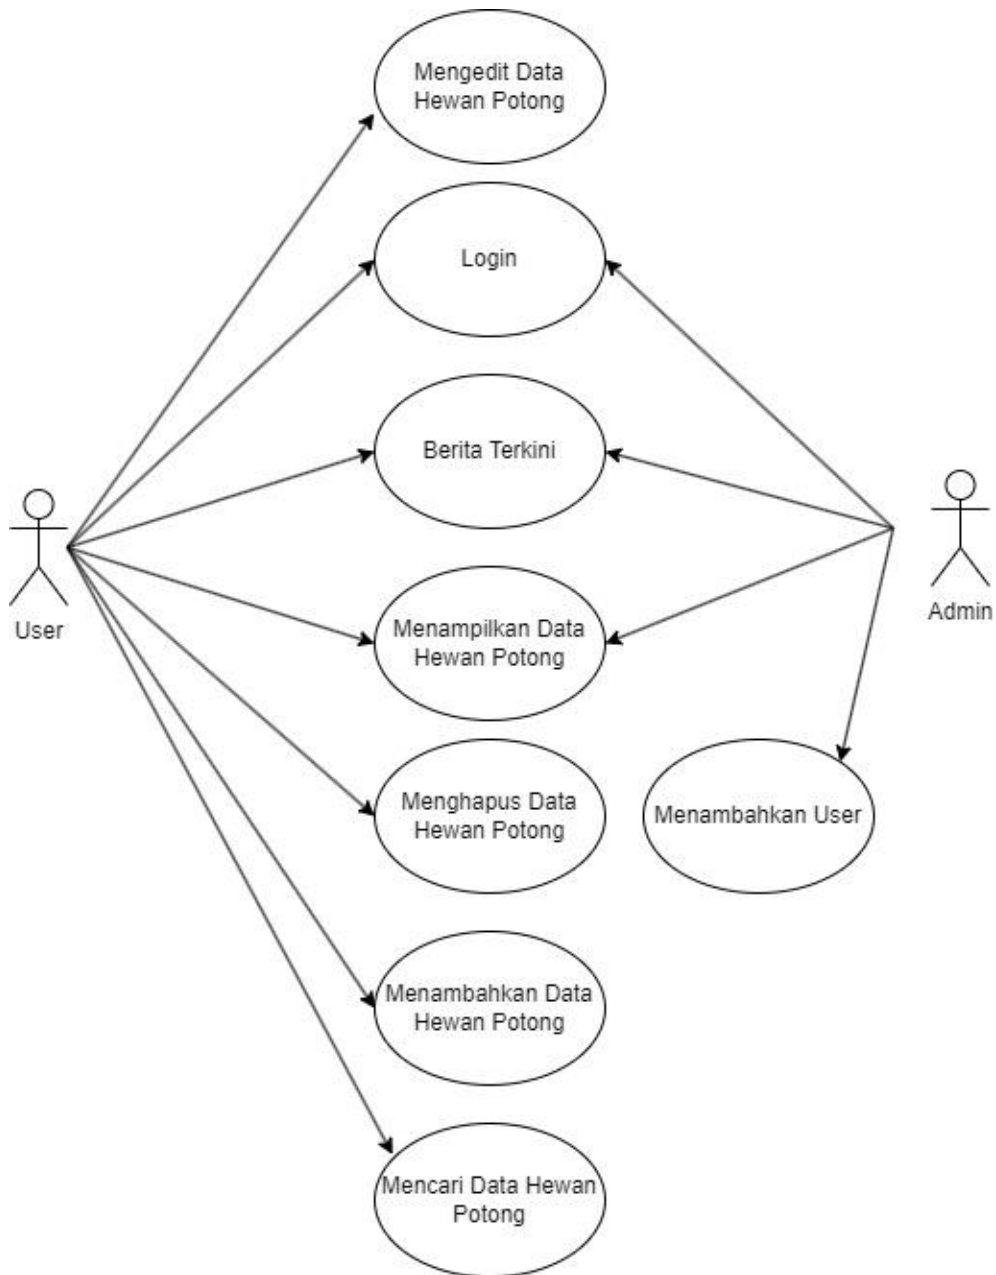 Mengedit Data
Hewan Potong
Login
Berita Terkini
User
Admin
Menampilkan Data
Hewan Potong
Menghapus Data
Hewan Potong
Menambahkan User
Menambahkan Data
Hewan Potong
Mencari Data Hewan
Potong